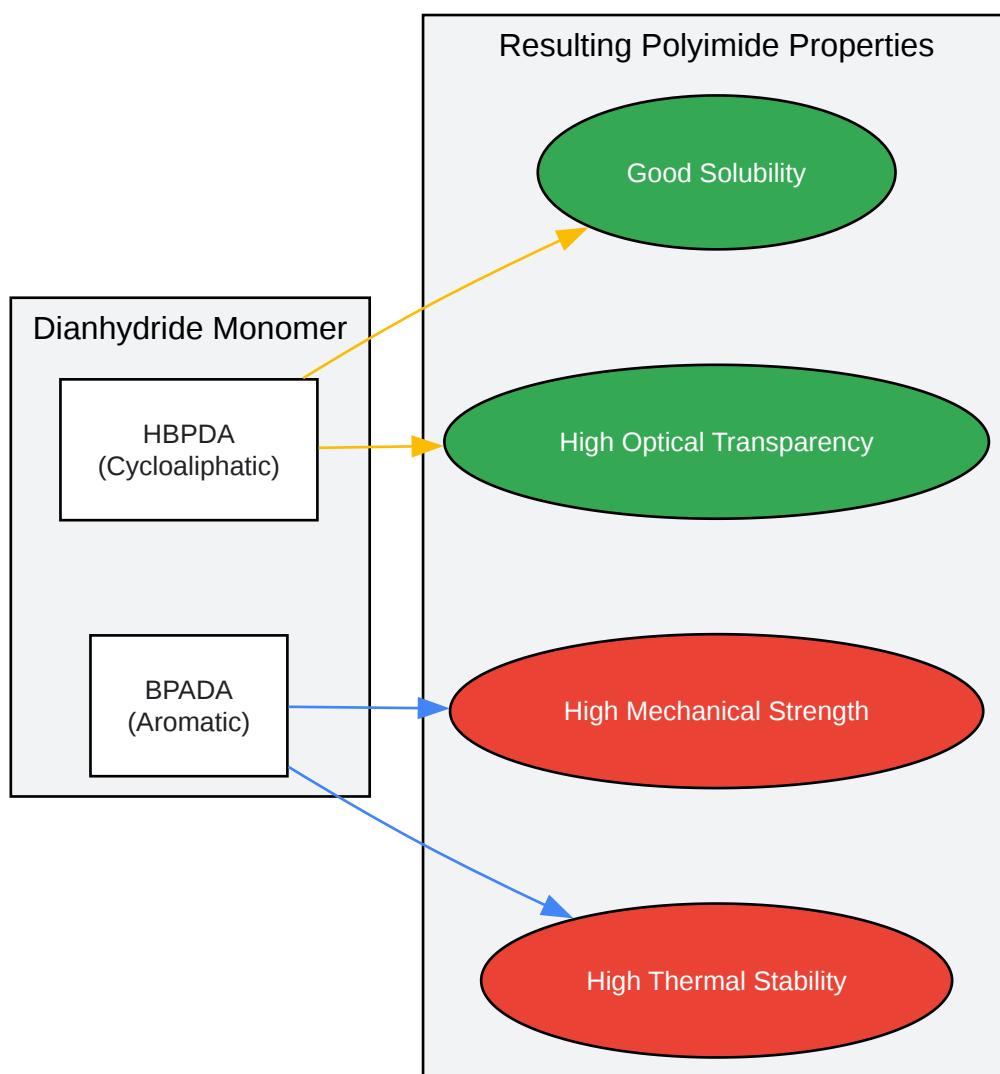 Resulting Polyimide Properties
Good Solubility
Dianhydride Monomer
HBPDA
(Cycloaliphatic)
High Optical Transparency
BPADA
(Aromatic)
High Mechanical Strength
High Thermal Stability